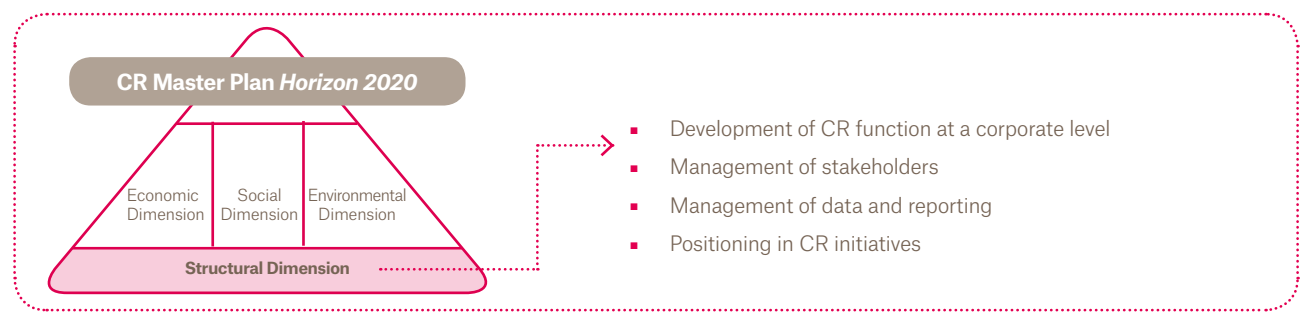 CR Master Plan Horizon 2020
Economic
Dimension
Social
Dimension
Environmental
Dimension
Structural Dimension
▪ Development of CR function at a corporate level
▪ Management of stakeholders
▪ Management of data and reporting
▪ Positioning in CR initiatives